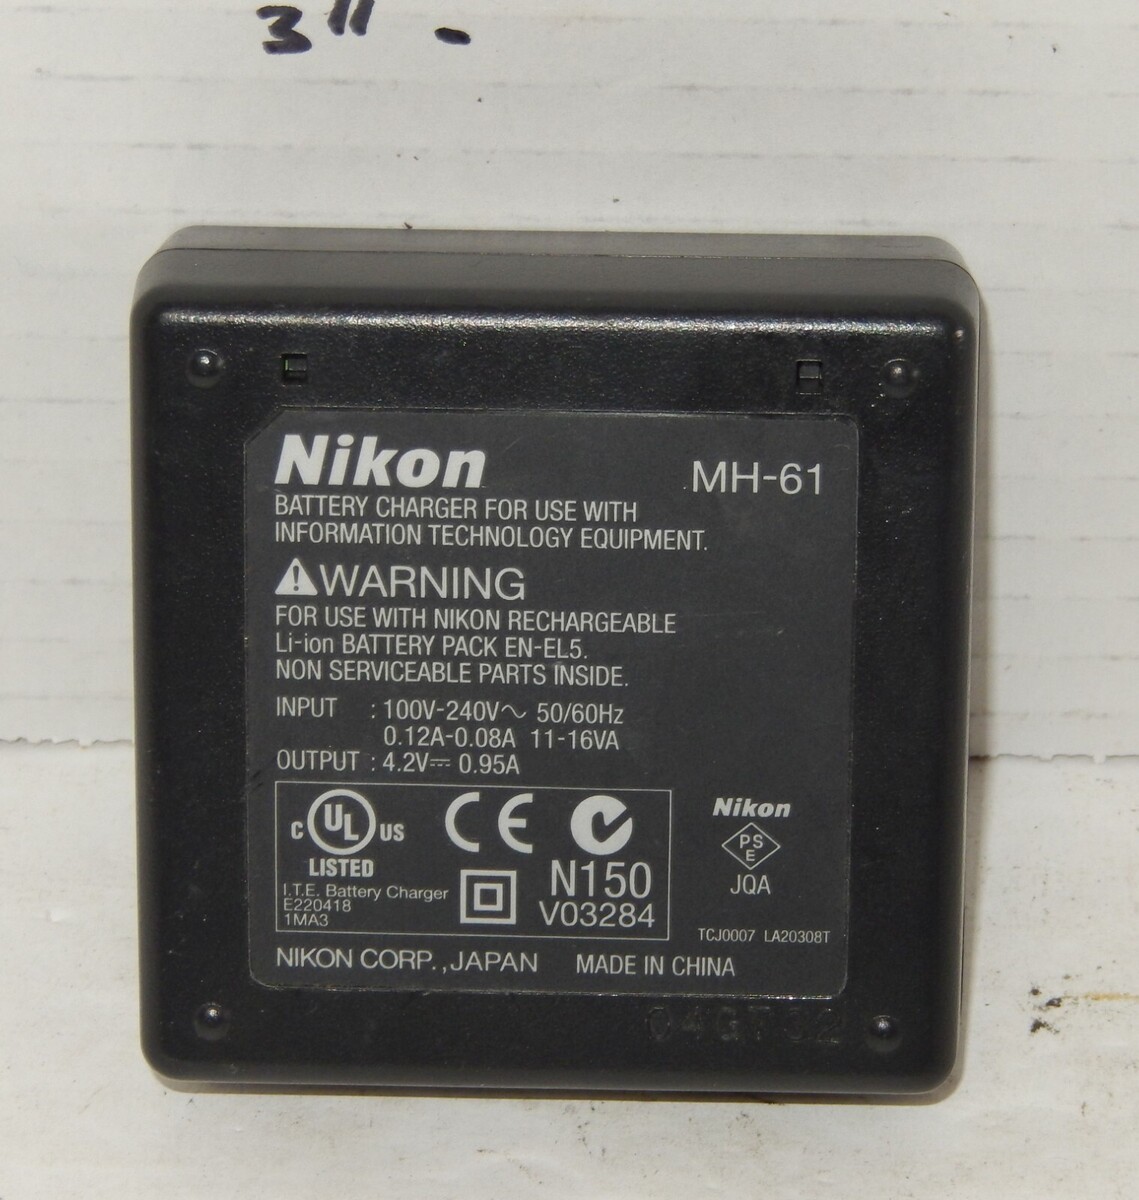 3" -
Nikon MH-61
BATTERY CHARGER FOR USE WITH
INFORMATION TECHNOLOGY EQUIPMENT.
WARNING
FOR USE WITH NIKON RECHARGEABLE
Li-ion BATTERY PACK EN-EL5.
NON SERVICEABLE PARTS INSIDE.
INPUT : 100V-240V~ 50/60Hz
0.12A-0.08A 11-16VA
OUTPUT : 4.2V⎓ 0.95A
C UL US
LISTED
I.T.E. Battery Charger
E220418
1MA3
CE
N150
V03284
Nikon
PS
E
JQA
TCJ0007 LA20308T
NIKON CORP., JAPAN MADE IN CHINA